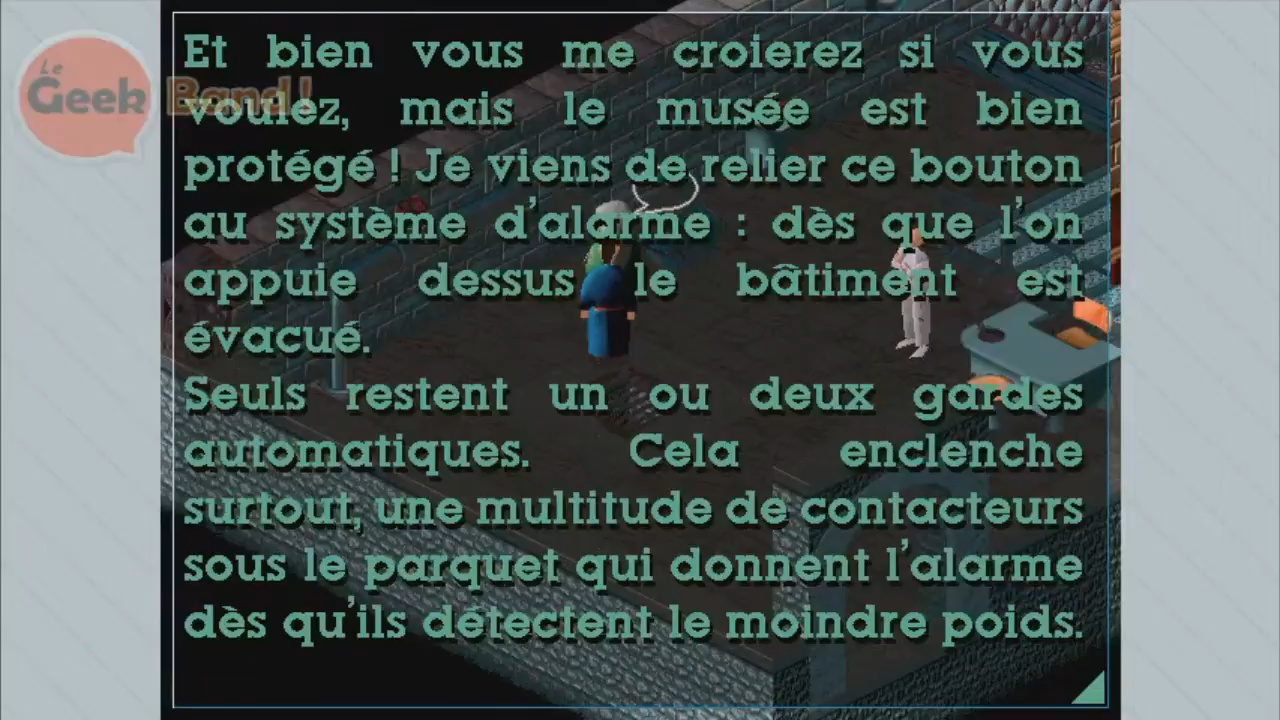 Le
Geek Band !
Et bien vous me croierez si vous
voulez, mais le musée est bien
protégé ! Je viens de relier ce bouton
au système d'alarme : dès que l'on
appuie dessus le bâtiment est
évacué.
Seuls restent un ou deux gardes
automatiques. Cela enclenche
surtout, une multitude de contacteurs
sous le parquet qui donnent l'alarme
dès qu'ils détectent le moindre poids.